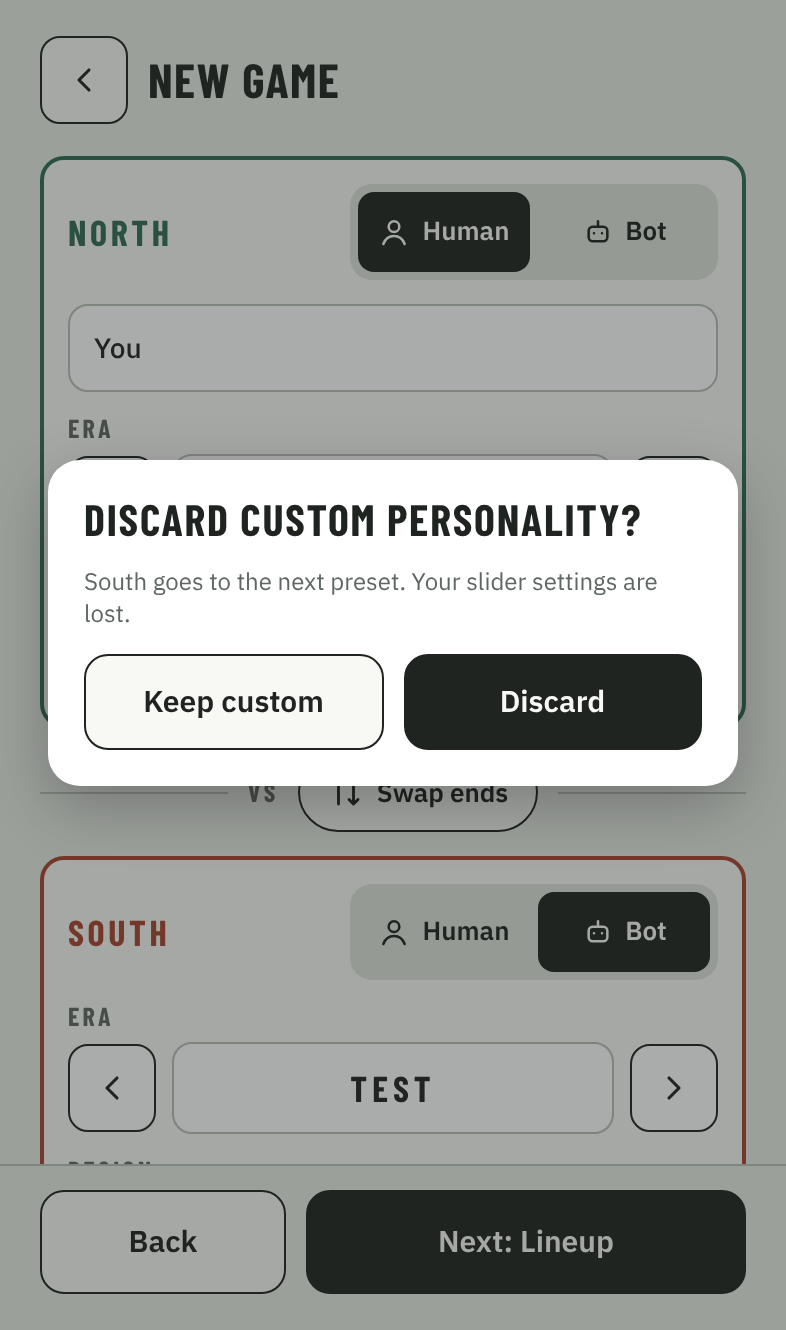 NEW GAME
NORTH
Human
Bot
You
ERA
DISCARD CUSTOM PERSONALITY?
South goes to the next preset. Your slider settings are
lost.
Keep custom
Discard
VS
Swap ends
SOUTH
Human
Bot
ERA
TEST
Back
Next: Lineup